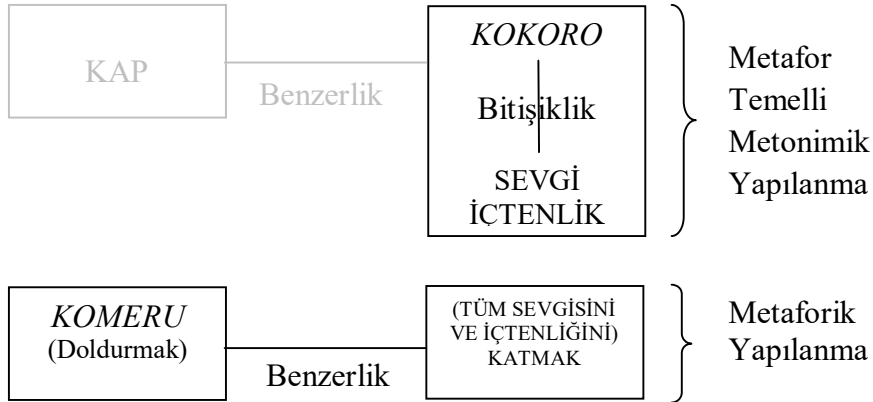 KAP
Benzerlik
KOKORO
Bitişiklik
SEVGİ
İÇTENLİK
Metafor
Temelli
Metonimik
Yapılanma
KOMERU
(Doldurmak)
Benzerlik
(TÜM SEVGİSİNİ
VE İÇTENLİĞİNİ)
KATMAK
Metaforik
Yapılanma